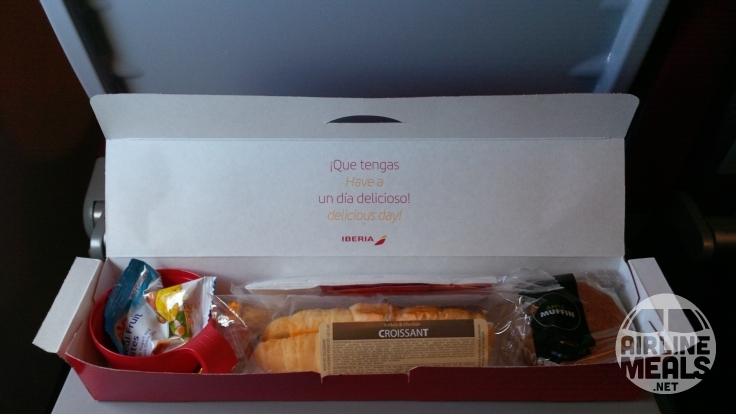 ¡Que tengas
Have a
un día delicioso!
delicious day!
IBERIA
CROISSANT
MUFFIN
AIRLINE
MEALS
.NET